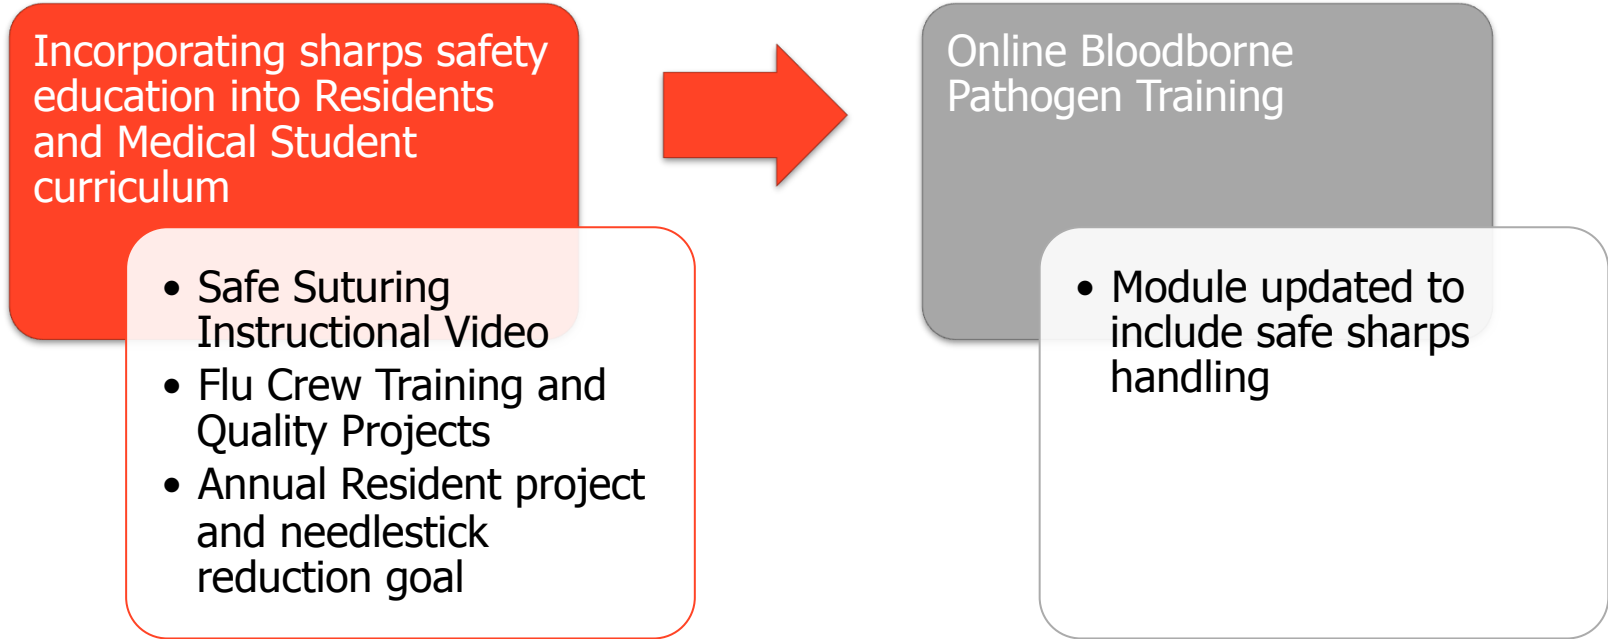 Incorporating sharps safety
education into Residents
and Medical Student
curriculum
• Safe Suturing
Instructional Video
• Flu Crew Training and
Quality Projects
• Annual Resident project
and needlestick
reduction goal
Online Bloodborne
Pathogen Training
• Module updated to
include safe sharps
handling